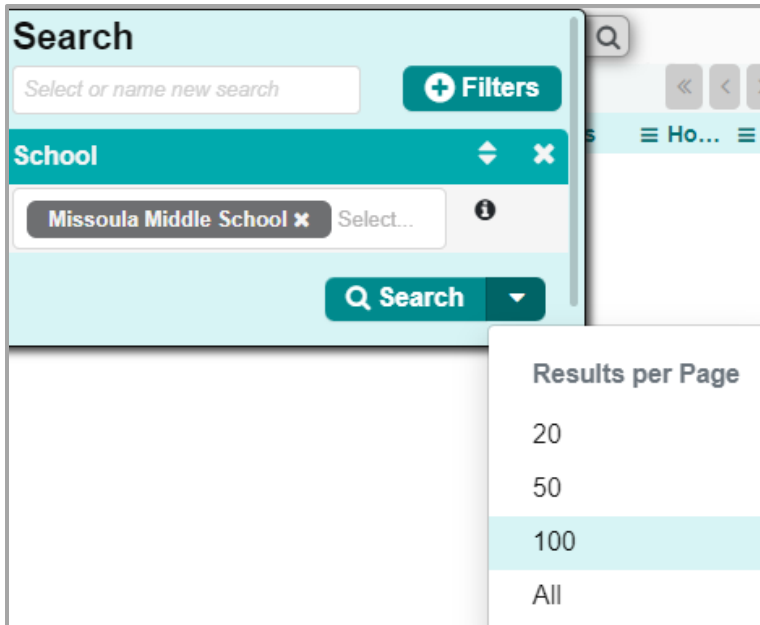 Search
Select or name new search
Filters
School
Missoula Middle School
Select...
Search
s
Ho...
Results per Page
20
50
100
All